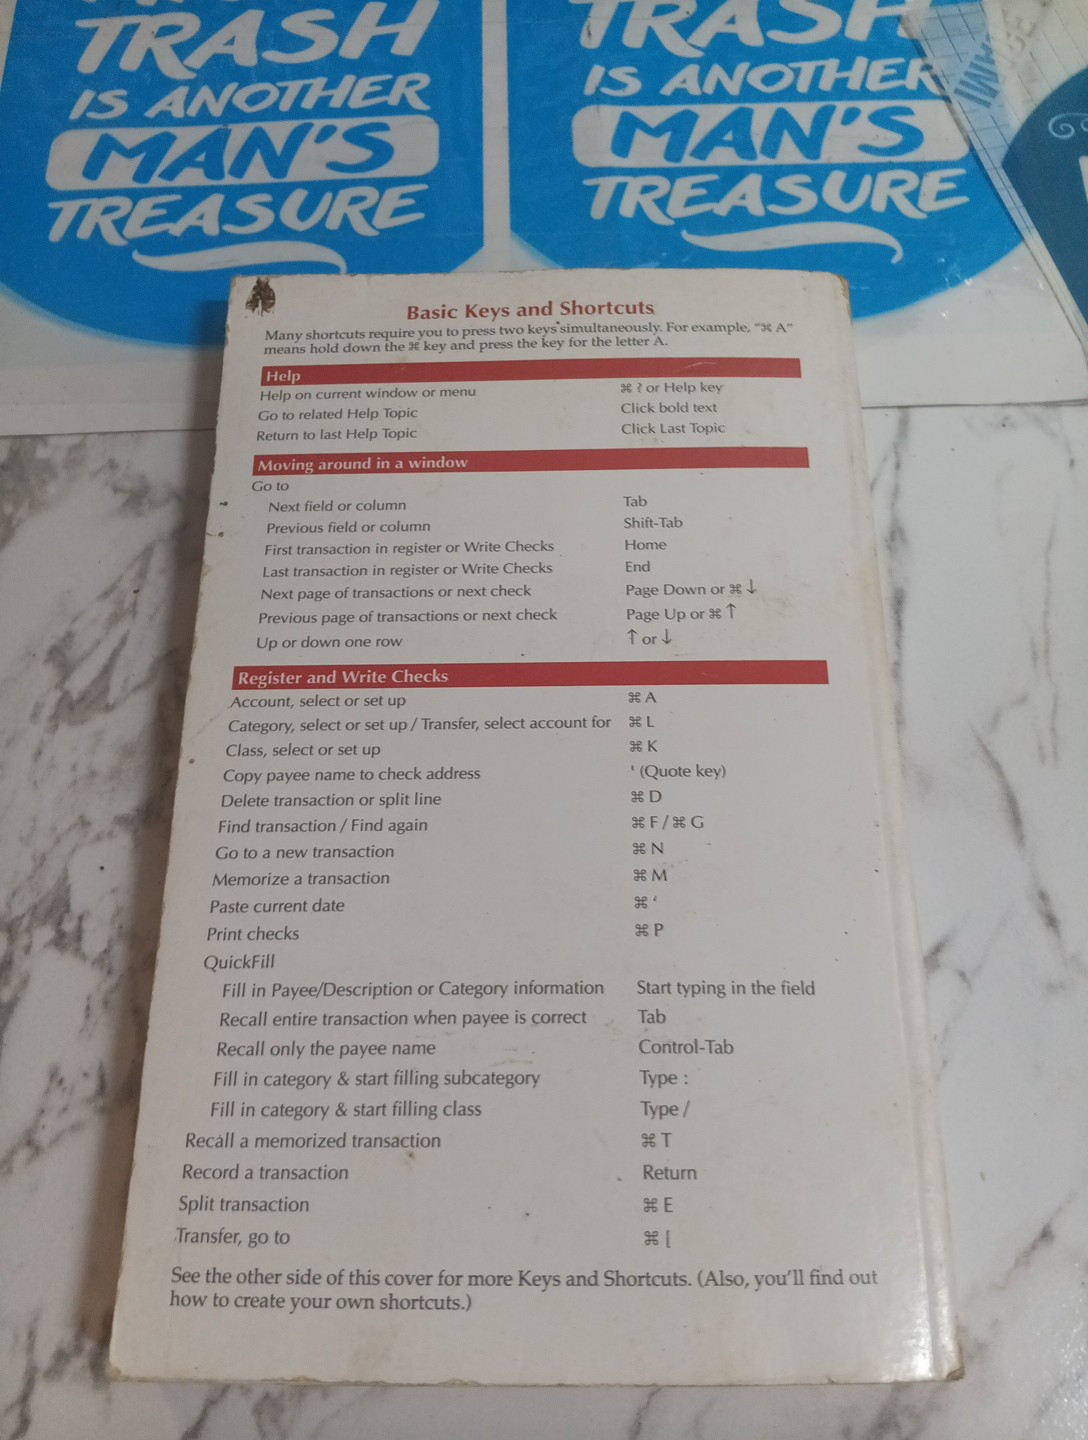 TRASH
IS ANOTHER
MAN'S
TREASURE
TRASH
IS ANOTHER
MAN'S
TREASURE
Basic Keys and Shortcuts
Many shortcuts require you to press two keys simultaneously. For example, "⌘ A"
means hold down the ⌘ key and press the key for the letter A.
Help
Help on current window or menu ⌘ ? or Help key
Go to related Help Topic Click bold text
Return to last Help Topic Click Last Topic
Moving around in a window
Go to
Next field or column Tab
Previous field or column Shift-Tab
First transaction in register or Write Checks Home
Last transaction in register or Write Checks End
Next page of transactions or next check Page Down or ⌘ ↓
Previous page of transactions or next check Page Up or ⌘ ↑
Up or down one row ↑ or ↓
Register and Write Checks
Account, select or set up ⌘ A
Category, select or set up / Transfer, select account for ⌘ L
Class, select or set up ⌘ K
Copy payee name to check address ' (Quote key)
Delete transaction or split line ⌘ D
Find transaction / Find again ⌘ F / ⌘ G
Go to a new transaction ⌘ N
Memorize a transaction ⌘ M
Paste current date ⌘ '
Print checks ⌘ P
QuickFill
Fill in Payee/Description or Category information Start typing in the field
Recall entire transaction when payee is correct Tab
Recall only the payee name Control-Tab
Fill in category & start filling subcategory Type :
Fill in category & start filling class Type /
Recall a memorized transaction ⌘ T
Record a transaction Return
Split transaction ⌘ E
Transfer, go to ⌘ [
See the other side of this cover for more Keys and Shortcuts. (Also, you'll find out
how to create your own shortcuts.)